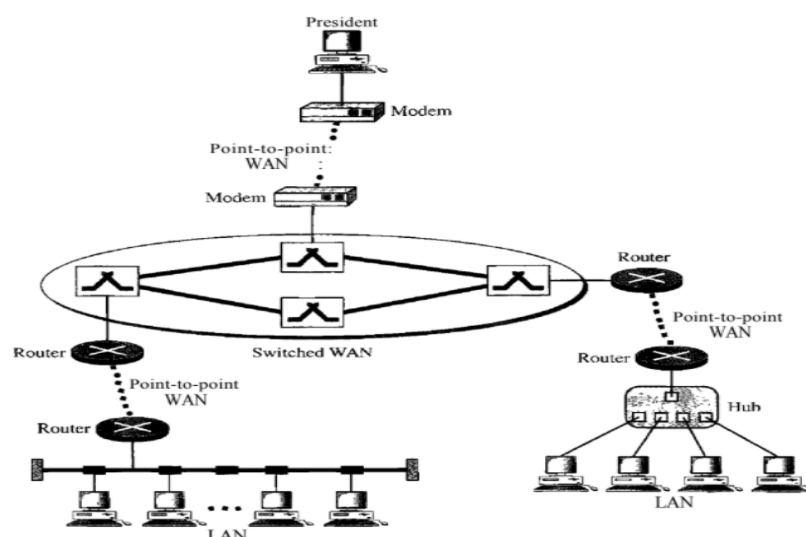 President
Modem
Point-to-point:
WAN
Modem
Router
Point-to-point
WAN
Router
Switched WAN
Router
Hub
Point-to-point
WAN
Router
LAN
LAN